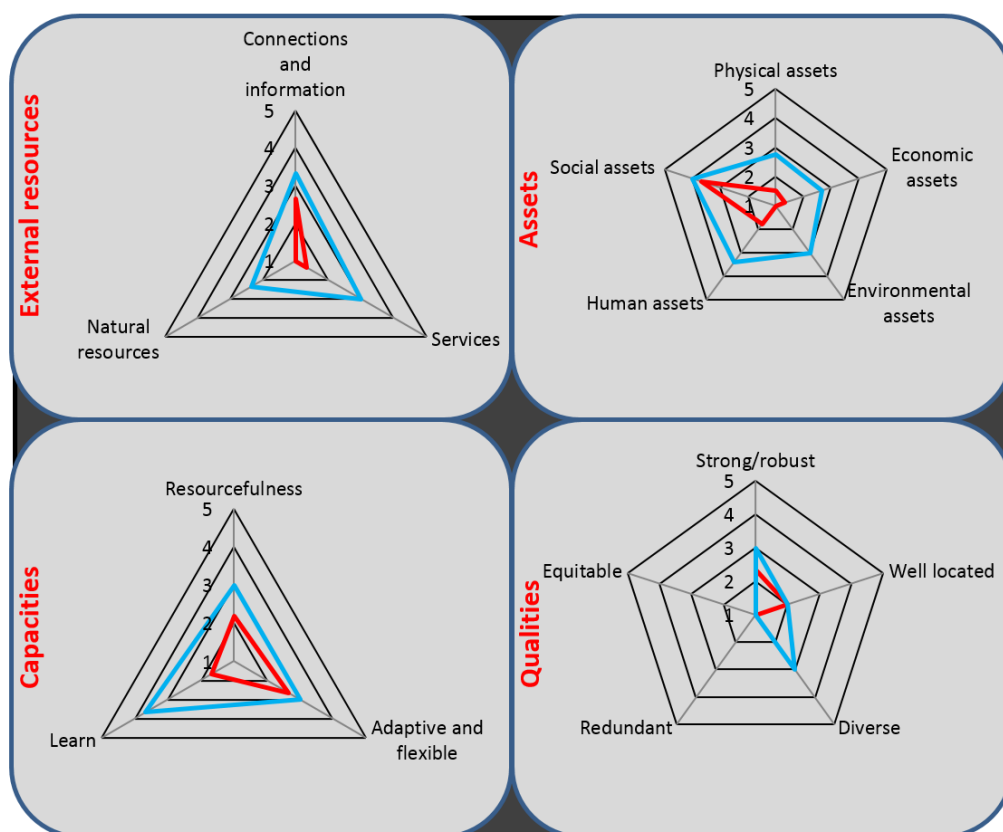 External resources
Connections
and
information
5
4
3
2
1
Natural
resources
Services
Assets
Physical assets
5
4
3
2
1
Social assets
Economic
assets
Human assets
Environmental
assets
Capacities
Resourcefulness
5
4
3
2
1
Learn
Adaptive and
flexible
Qualities
Strong/robust
5
4
3
2
1
Equitable
Well located
Redundant
Diverse